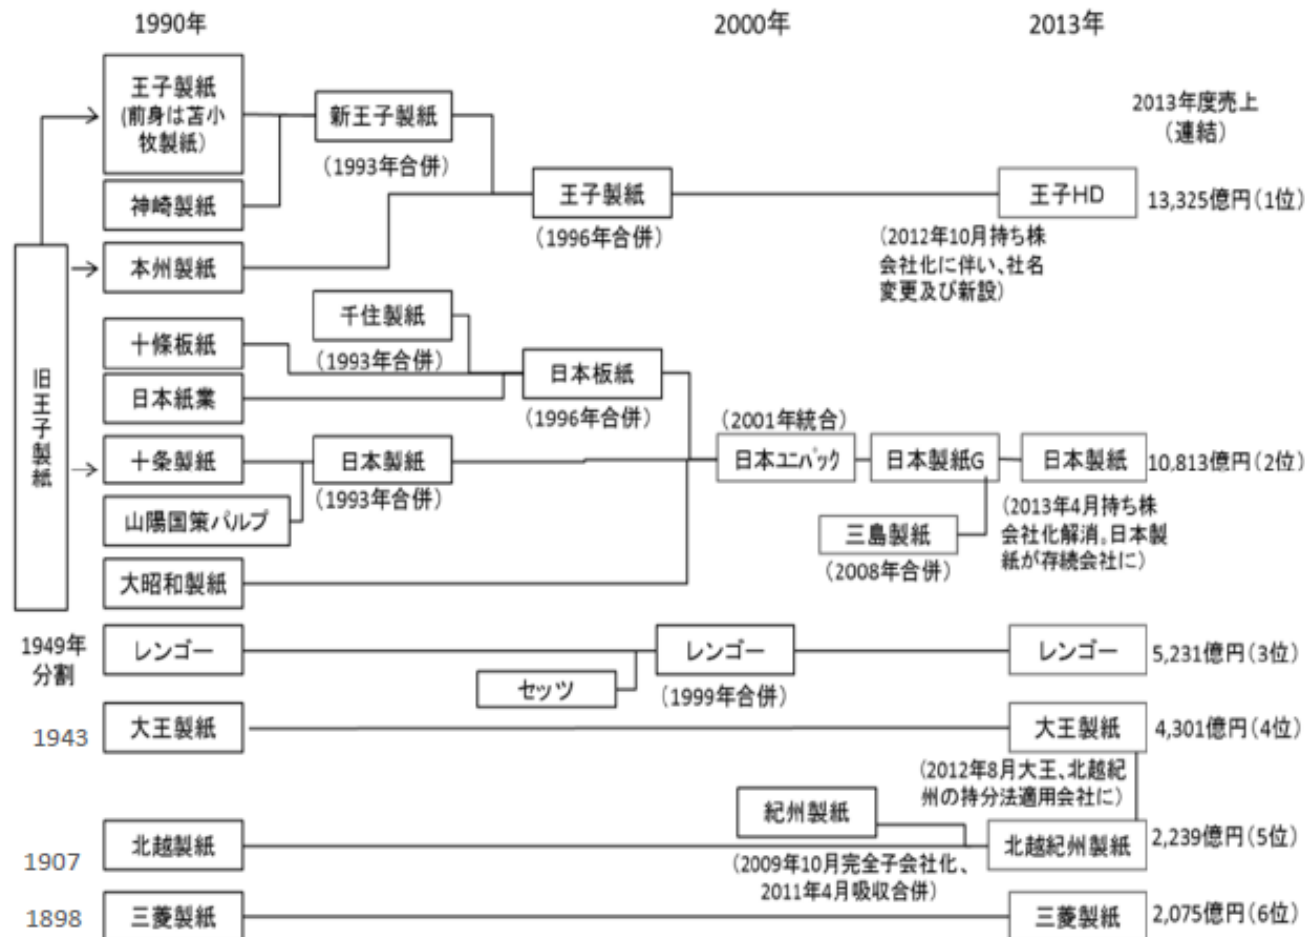 1990年
2000年
2013年
2013年度売上
（連結）
王子製紙
(前身は苫小
牧製紙)
新王子製紙
（1993年合併）
神崎製紙
王子製紙
（1996年合併）
王子HD
13,325億円（1位）
（2012年10月持ち株
会社化に伴い、社名
変更及び新設）
旧王子製紙
本州製紙
千住製紙
（1993年合併）
十條板紙
日本板紙
（1996年合併）
日本紙業
（2001年統合）
十条製紙
日本製紙
（1993年合併）
日本ユニパック
日本製紙G
日本製紙
10,813億円（2位）
（2013年4月持ち株
会社化解消。日本製
紙が存続会社に）
山陽国策パルプ
三島製紙
（2008年合併）
大昭和製紙
1949年
分割
レンゴー
レンゴー
（1999年合併）
レンゴー
5,231億円（3位）
セッツ
1943
大王製紙
大王製紙
4,301億円（4位）
（2012年8月大王、北越紀
州の持分法適用会社に）
紀州製紙
1907
北越製紙
北越紀州製紙
2,239億円（5位）
（2009年10月完全子会社化、
2011年4月吸収合併）
1898
三菱製紙
三菱製紙
2,075億円（6位）